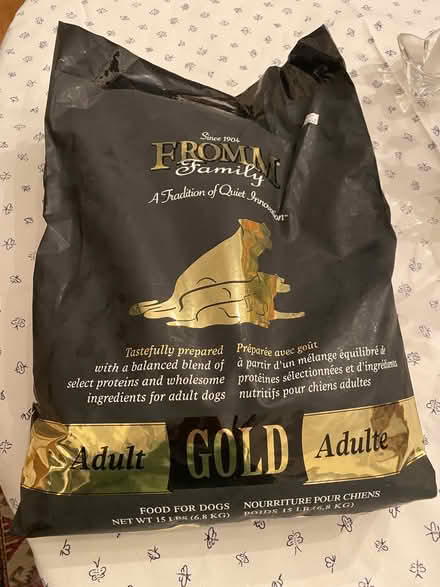 Since 1904
FROMM
Family
A Tradition of Quiet Innovation™
Tastefully prepared
with a balanced blend of
select proteins and wholesome
ingredients for adult dogs
Préparée avec goût
à partir d'un mélange équilibré de
protéines sélectionnées et d'ingrédients
nutritifs pour chiens adultes
Adult
GOLD
Adulte
FOOD FOR DOGS
NET WT 15 LBS (6,8 KG)
NOURRITURE POUR CHIENS
POIDS 15 LB (6,8 KG)